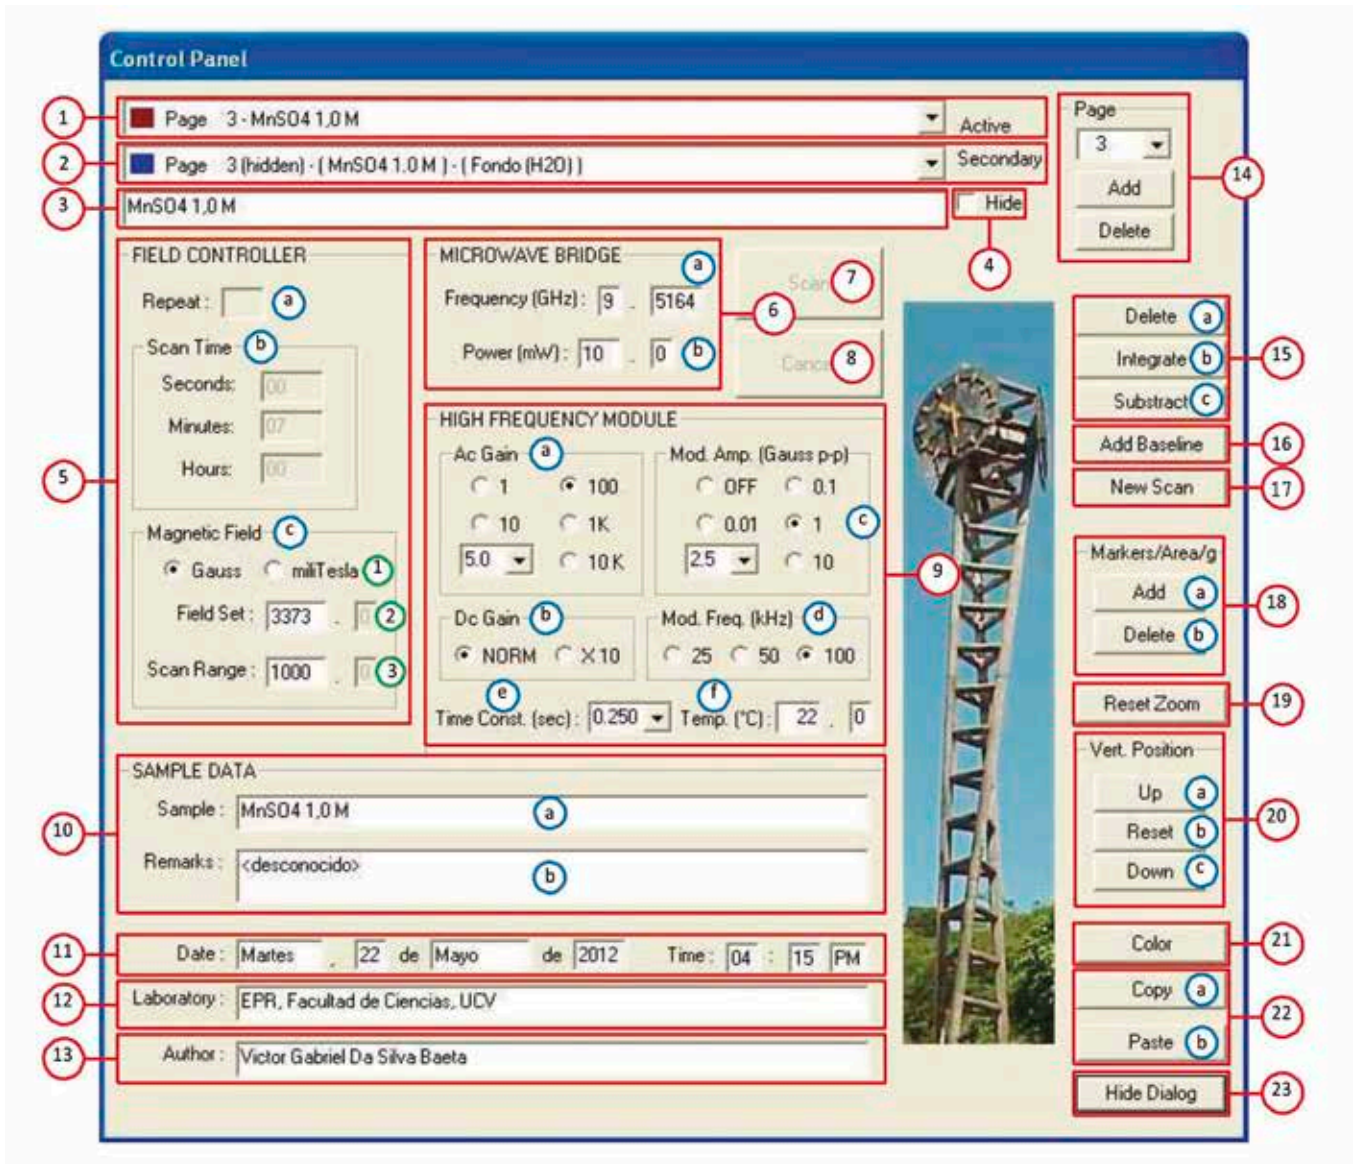 Control Panel
1
Page 3 - MnSO4 1,0 M
Active
2
Page 3 (hidden) - ( MnSO4 1.0 M ) - ( Fondo (H2O) )
Secondary
3
MnSO4 1,0 M
Hide
4
Page
3
Add
Delete
14
5
FIELD CONTROLLER
Repeat : a
Scan Time b
Seconds: 00
Minutes: 07
Hours: 00
Magnetic Field c
Gauss miliTesla 1
Field Set : 3373 . 0 2
Scan Range : 1000 . 0 3
MICROWAVE BRIDGE a
Frequency (GHz) : 9 . 5164
Power (mW) : 10 . 0 b
6
Scan 7
Cancel 8
HIGH FREQUENCY MODULE
Ac Gain a
1 100
10 1K
5.0 10 K
Mod. Amp. (Gauss p-p)
OFF 0.1
0.01 1 c
2.5 10
9
Dc Gain b
NORM X 10
Mod. Freq. (kHz) d
25 50 100
e f
Time Const. (sec) : 0.250 Temp. (°C) : 22 . 0
10
SAMPLE DATA
Sample : MnSO4 1,0 M a
Remarks : <desconocido> b
11
Date : Martes , 22 de Mayo de 2012 Time : 04 : 15 PM
12
Laboratory : EPR, Facultad de Ciencias, UCV
13
Author : Victor Gabriel Da Silva Baeta
Delete a
Integrate b
Substract c
15
Add Baseline 16
New Scan 17
Markers/Area/g
Add a
Delete b
18
Reset Zoom 19
Vert. Position
Up a
Reset b
Down c
20
Color 21
Copy a
Paste b
22
Hide Dialog 23